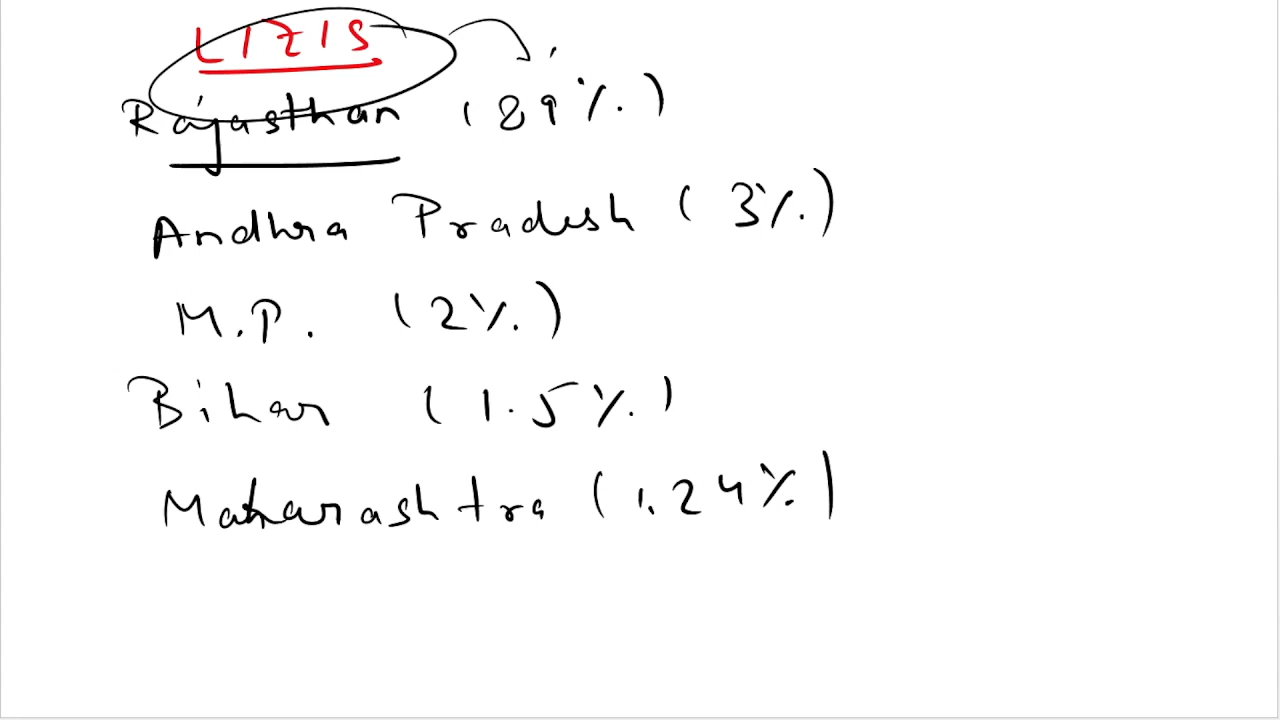 Rajasthan (89%.)
Andhra Pradesh (3%.)
M.P. (2%.)
Bihar (1.5%.)
Maharashtra (1.24%)